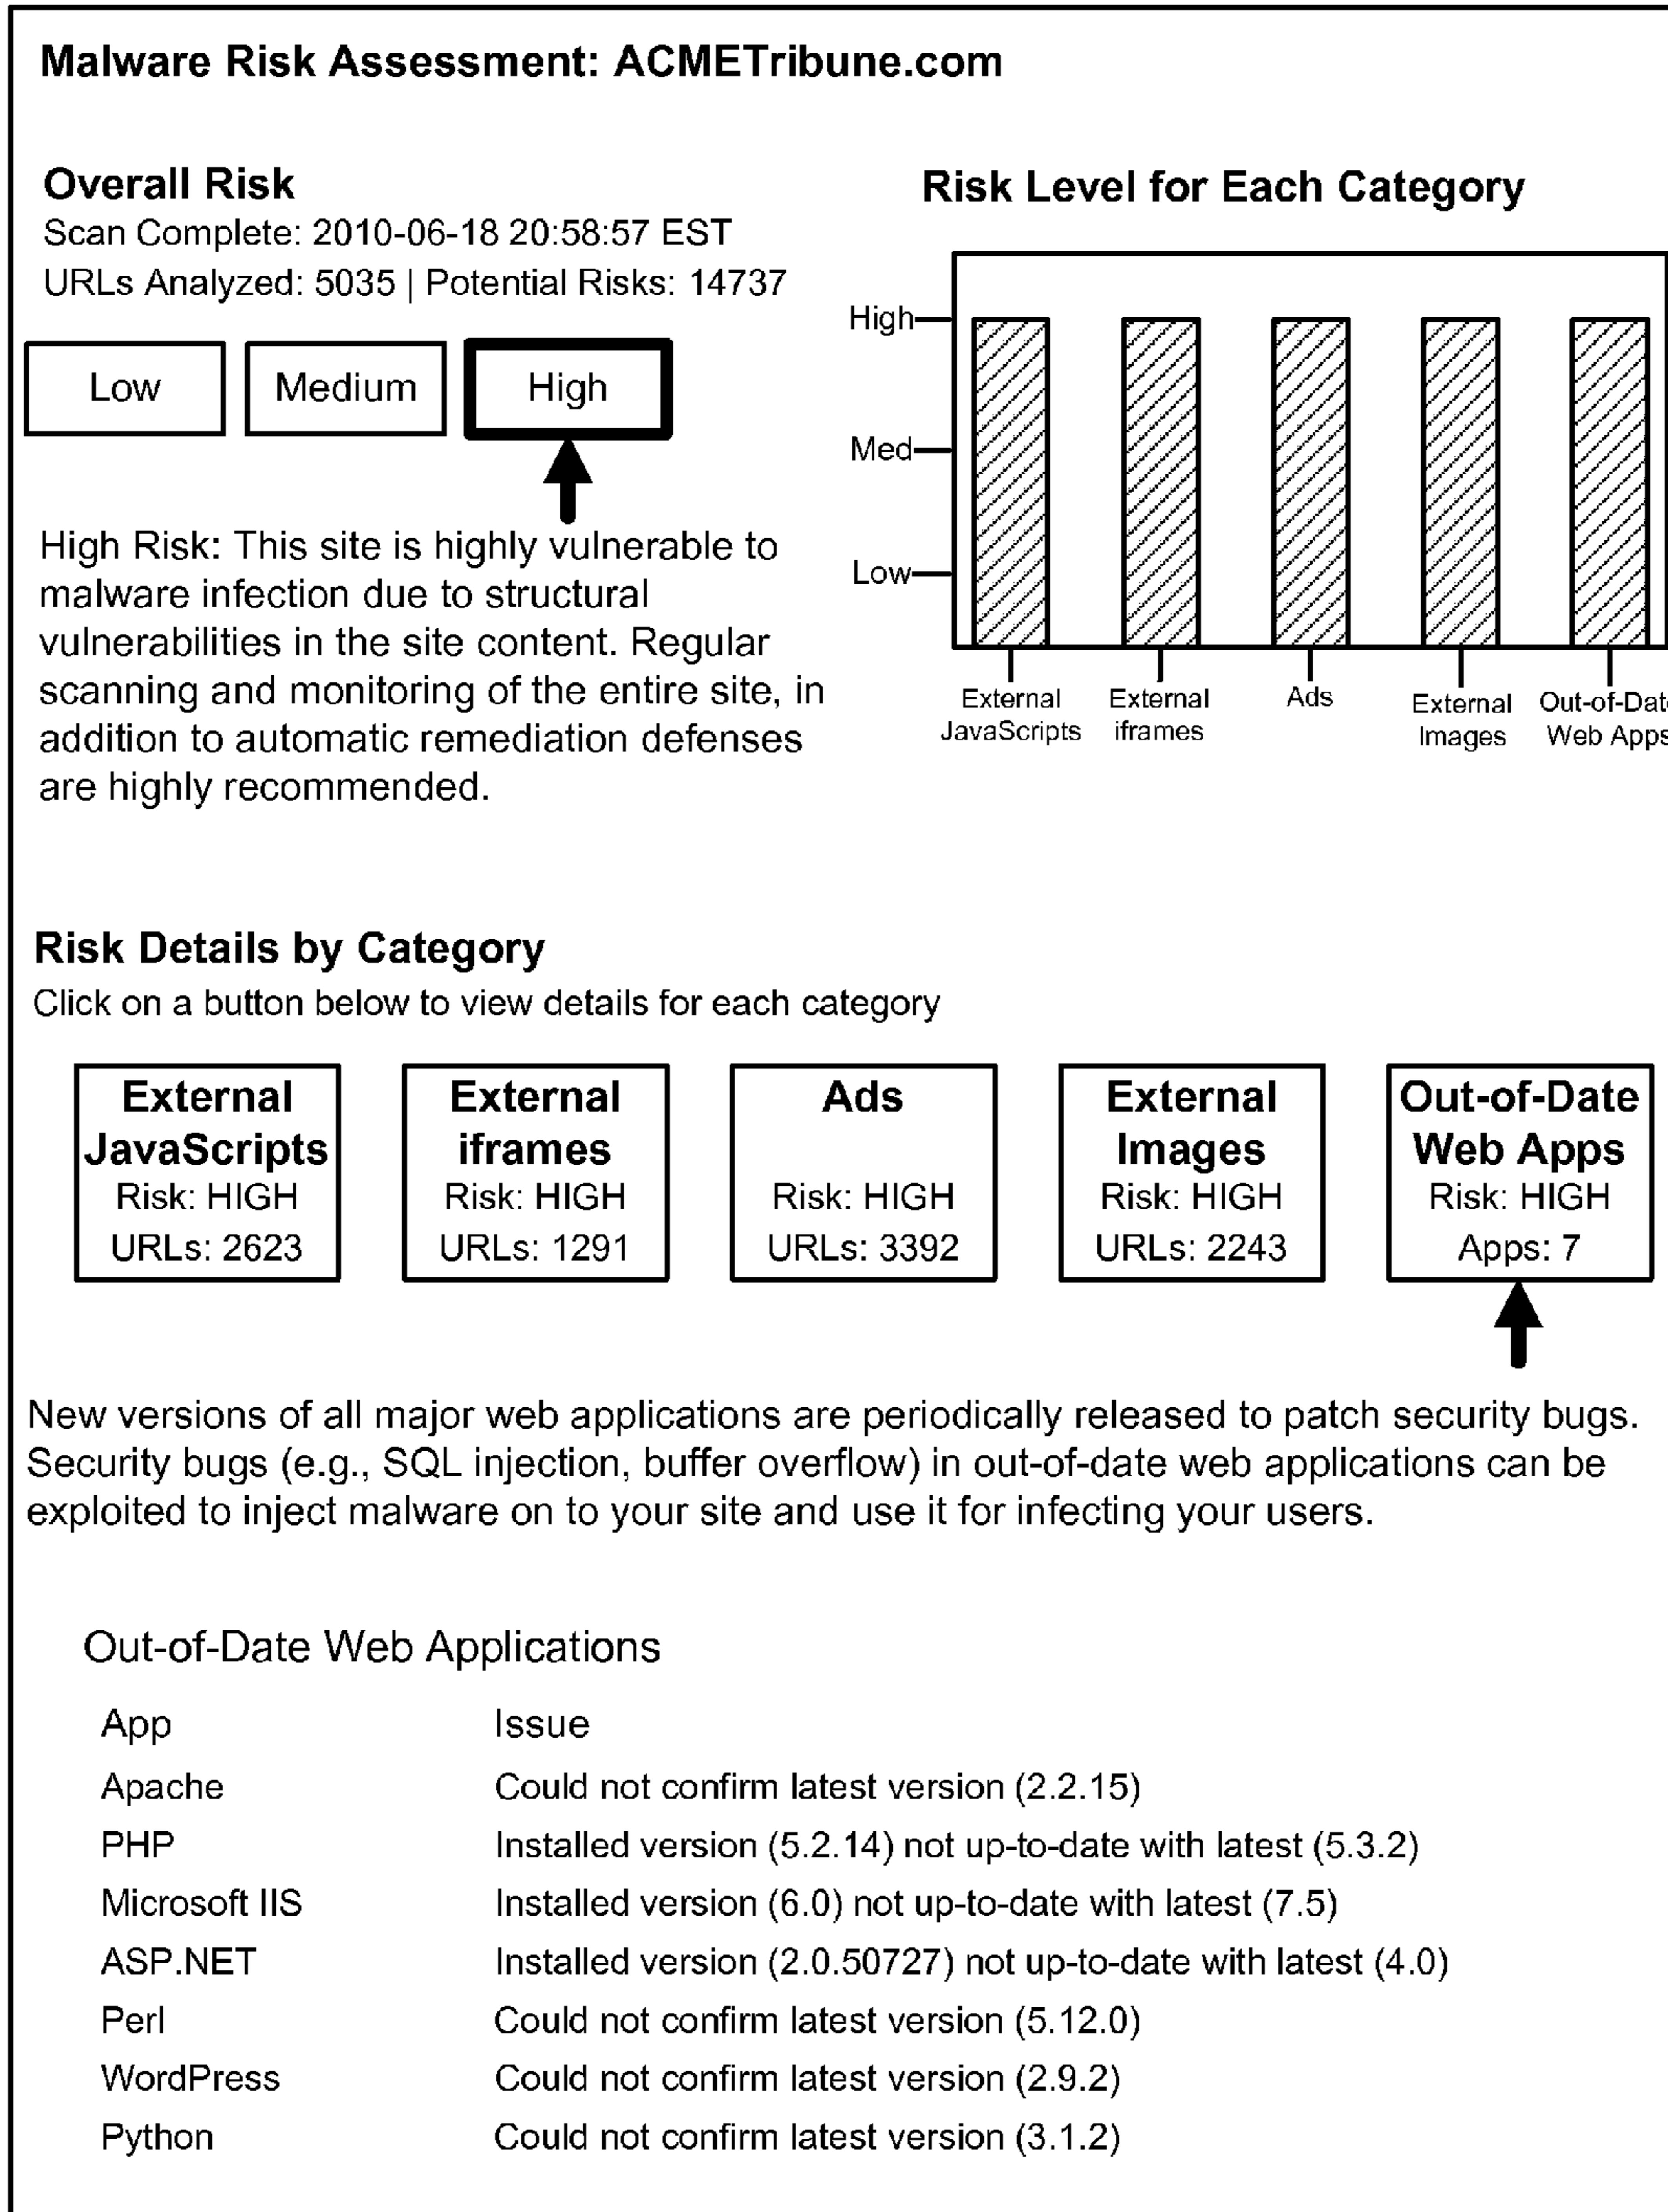 Malware Risk Assessment: ACMETribune.com
Overall Risk
Scan Complete: 2010-06-18 20:58:57 EST
URLs Analyzed: 5035 | Potential Risks: 14737
Low
Medium
High
High Risk: This site is highly vulnerable to
malware infection due to structural
vulnerabilities in the site content. Regular
scanning and monitoring of the entire site, in
addition to automatic remediation defenses
are highly recommended.
Risk Level for Each Category
High
Med
Low
External
JavaScripts
External
iframes
Ads
External
Images
Out-of-Date
Web Apps
Risk Details by Category
Click on a button below to view details for each category
External
JavaScripts
Risk: HIGH
URLs: 2623
External
iframes
Risk: HIGH
URLs: 1291
Ads
Risk: HIGH
URLs: 3392
External
Images
Risk: HIGH
URLs: 2243
Out-of-Date
Web Apps
Risk: HIGH
Apps: 7
New versions of all major web applications are periodically released to patch security bugs.
Security bugs (e.g., SQL injection, buffer overflow) in out-of-date web applications can be
exploited to inject malware on to your site and use it for infecting your users.
Out-of-Date Web Applications
App Issue
Apache Could not confirm latest version (2.2.15)
PHP Installed version (5.2.14) not up-to-date with latest (5.3.2)
Microsoft IIS Installed version (6.0) not up-to-date with latest (7.5)
ASP.NET Installed version (2.0.50727) not up-to-date with latest (4.0)
Perl Could not confirm latest version (5.12.0)
WordPress Could not confirm latest version (2.9.2)
Python Could not confirm latest version (3.1.2)